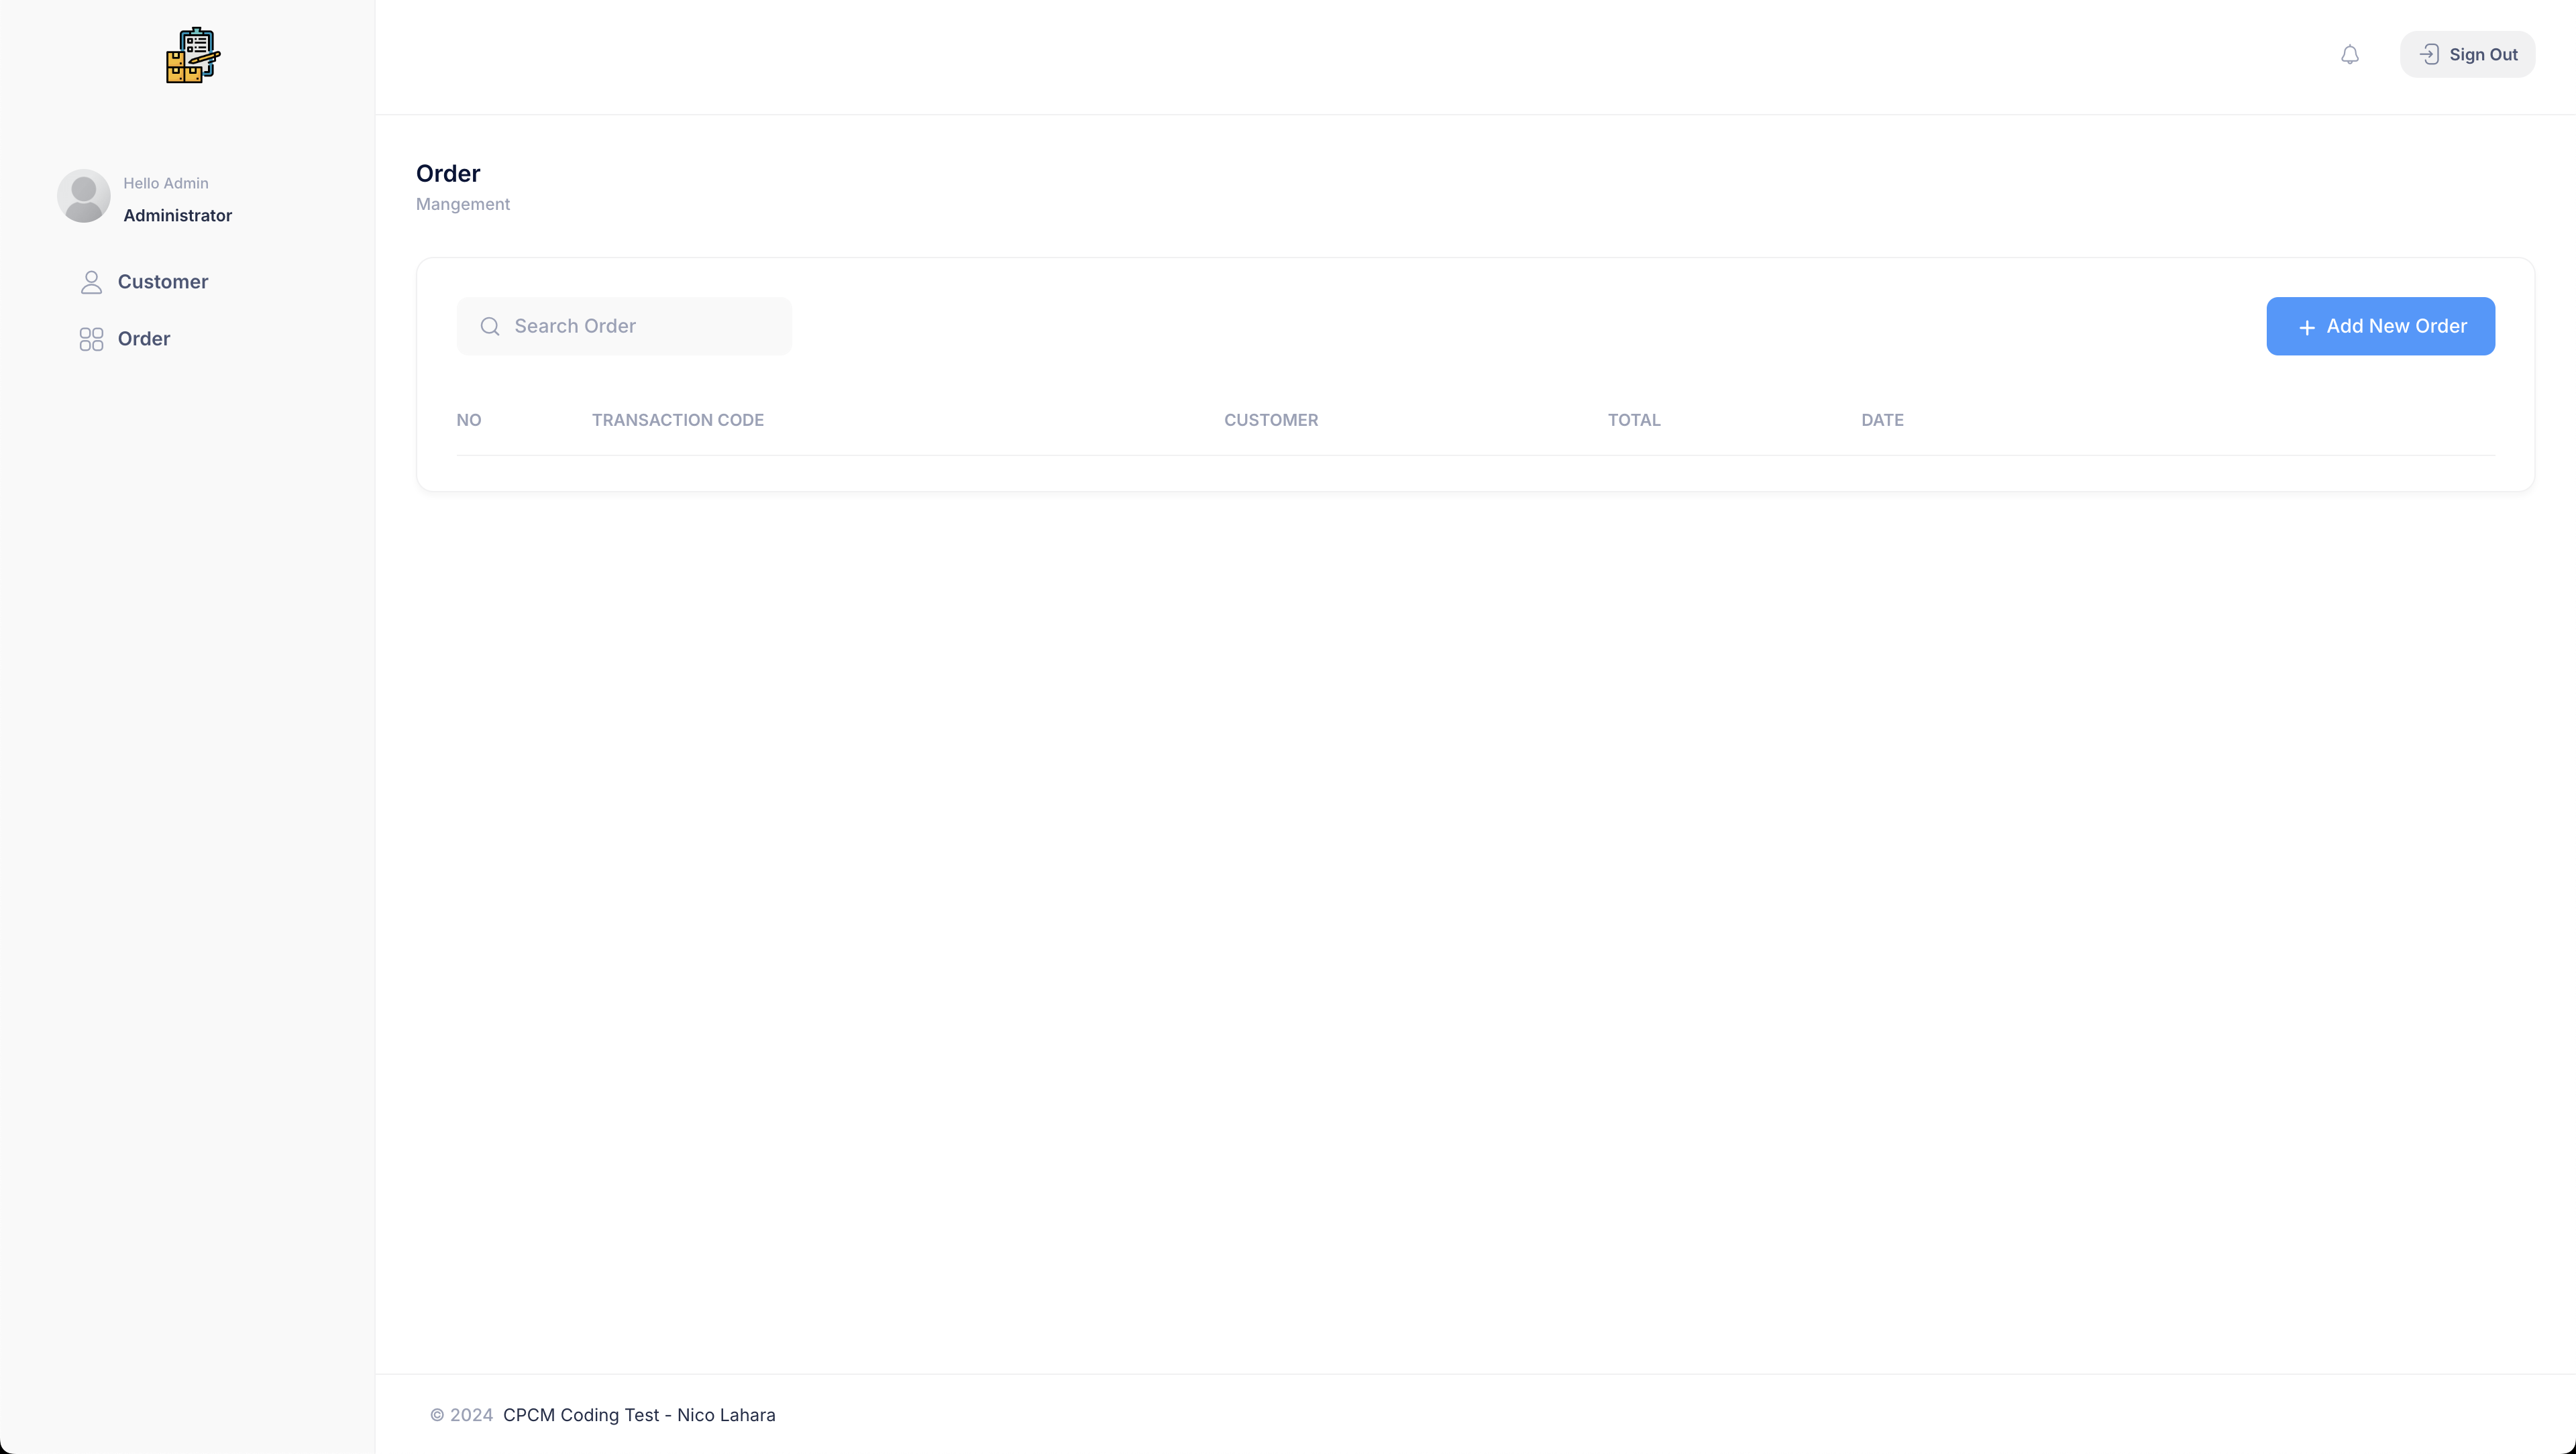 Sign Out
Hello Admin
Administrator
Customer
Order
Order
Mangement
Search Order
Add New Order
NO TRANSACTION CODE CUSTOMER TOTAL DATE
© 2024 CPCM Coding Test - Nico Lahara